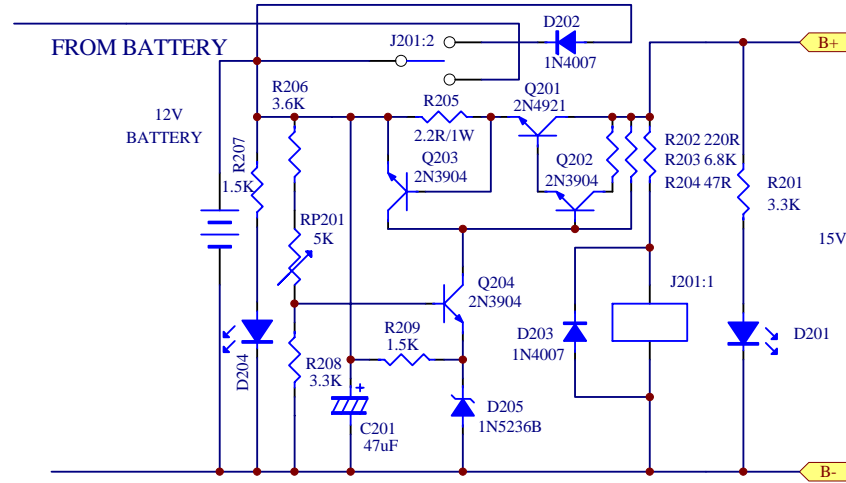 D202
J201:2
B+
FROM BATTERY
1N4007
R206
3.6K
Q201
2N4921
R205
12V
BATTERY
2.2R/1W
R202 220R
R207
Q203
Q202
R203 6.8K
1.5K
2N3904
2N3904
R204 47R
R201
3.3K
RP201
5K
15V
Q204
2N3904
J201:1
R209
1.5K
D203
1N4007
D201
D204
R208
3.3K
+
D205
1N5236B
C201
47uF
B-